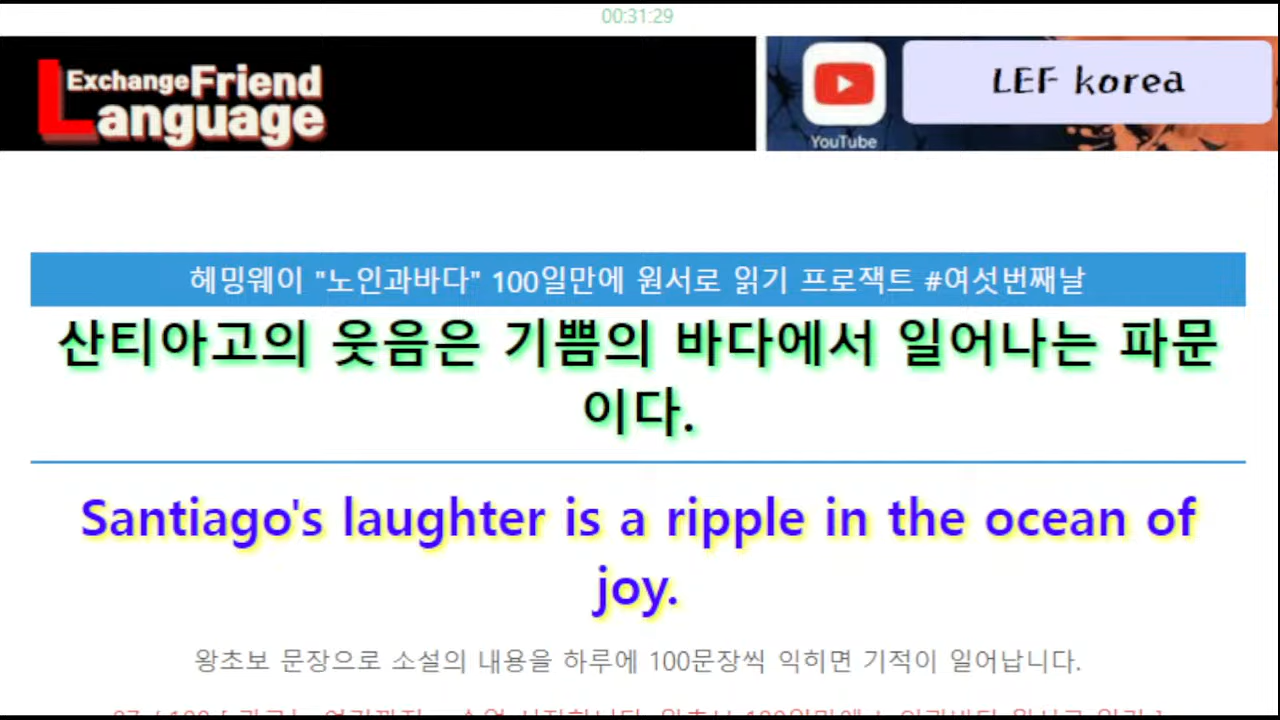 00:31:29
ExchangeFriend
Language
LEF korea
YouTube
헤밍웨이 "노인과바다" 100일만에 원서로 읽기 프로잭트 #여섯번째날
산티아고의 웃음은 기쁨의 바다에서 일어나는 파문
이다.
Santiago's laughter is a ripple in the ocean of
joy.
왕초보 문장으로 소설의 내용을 하루에 100문장씩 익히면 기적이 일어납니다.